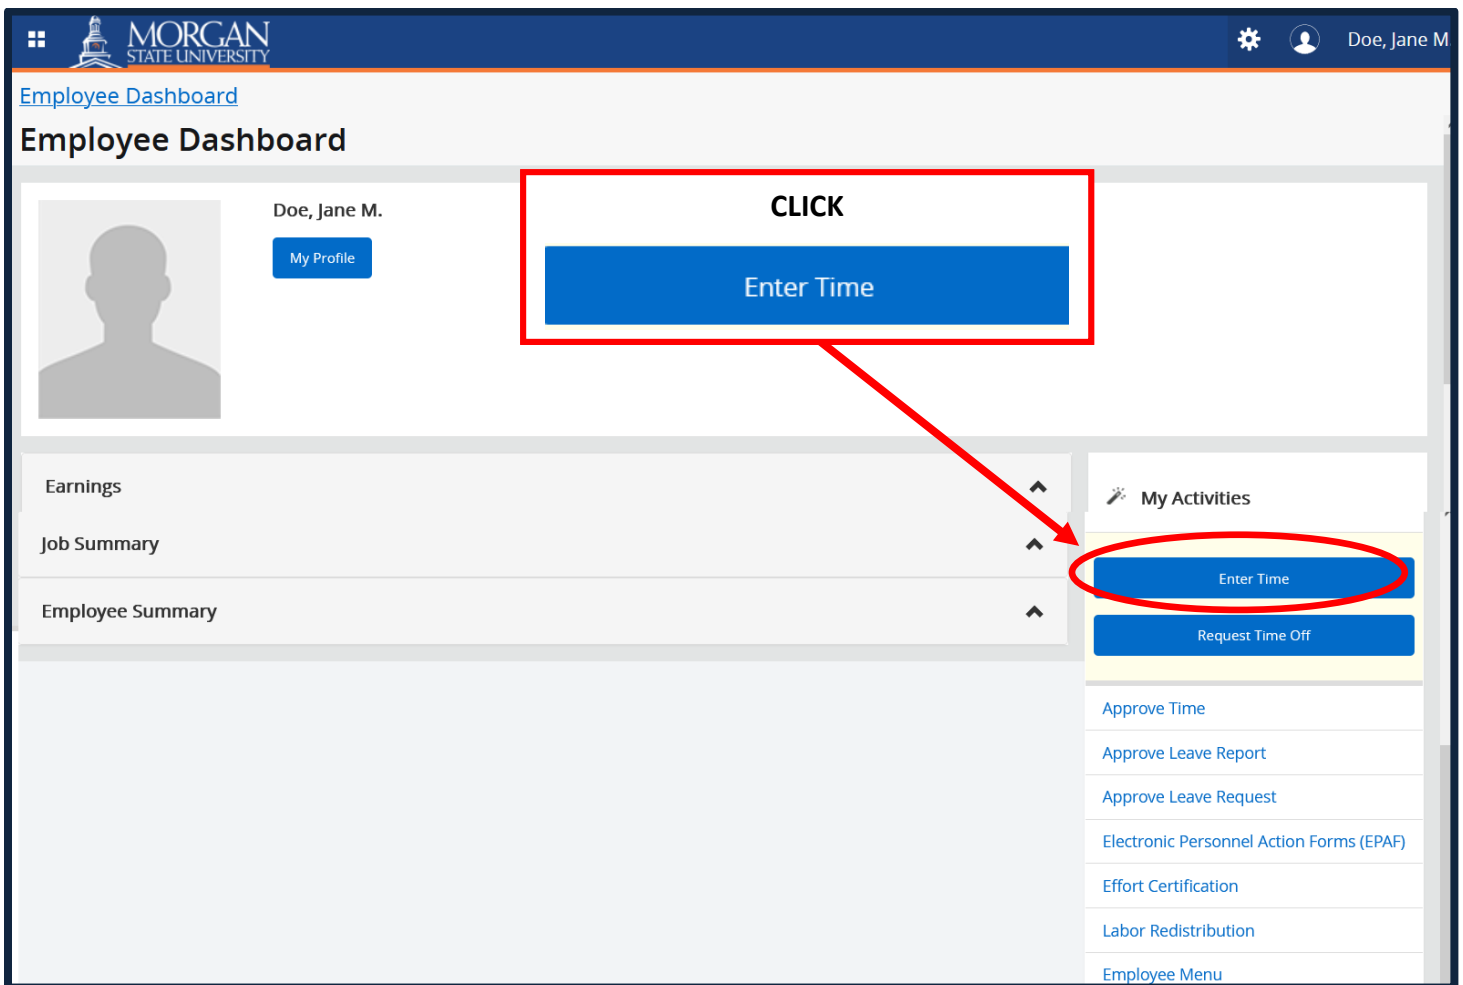 MORGAN
STATE UNIVERSITY
Doe, Jane M.
Employee Dashboard
Employee Dashboard
Doe, Jane M.
My Profile
CLICK
Enter Time
Earnings
Job Summary
Employee Summary
My Activities
Enter Time
Request Time Off
Approve Time
Approve Leave Report
Approve Leave Request
Electronic Personnel Action Forms (EPAF)
Effort Certification
Labor Redistribution
Employee Menu